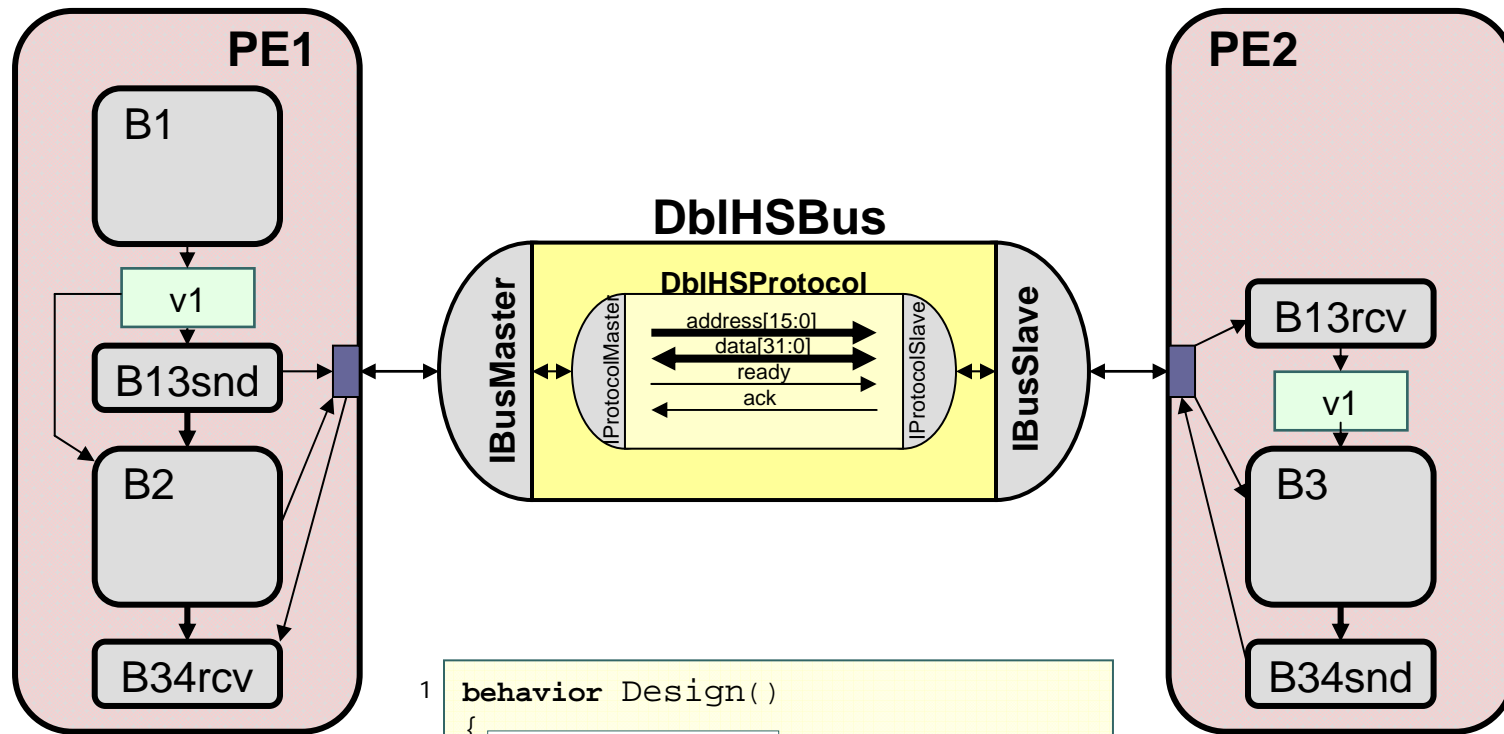 PE1
B1
v1
B13snd
B2
B34rcv
DblHSBus
IBusMaster
DblHSProtocol
IProtocolMaster
address[15:0]
data[31:0]
ready
ack
IProtocolSlave
IBusSlave
PE2
B13rcv
v1
B3
B34snd
1 behavior Design()
{